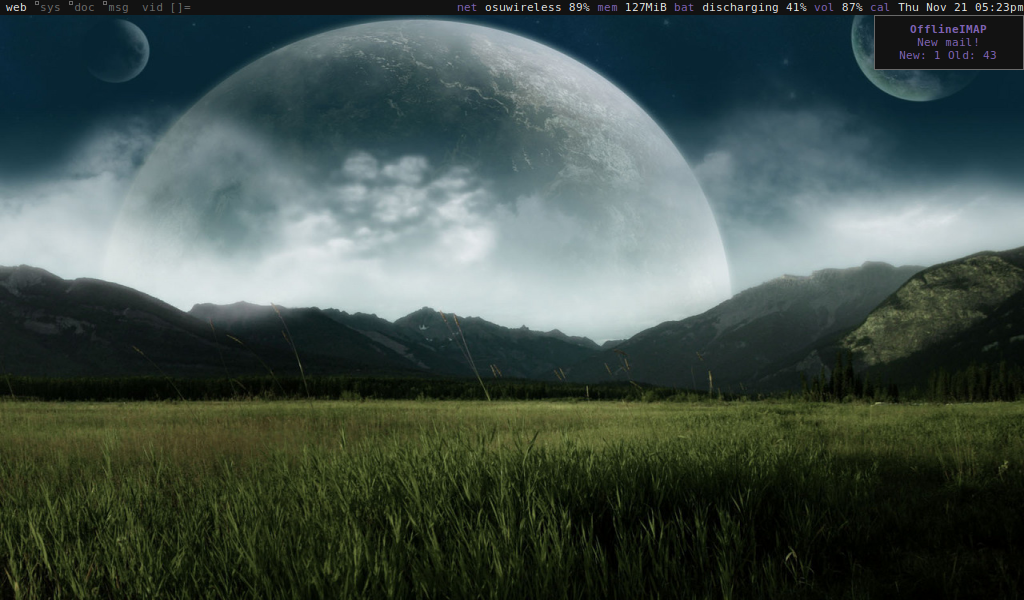 web sys doc msg vid []= net osuwireless 89% mem 127MiB bat discharging 41% vol 87% cal Thu Nov 21 05:23pm
OfflineIMAP
New mail!
New: 1 Old: 43